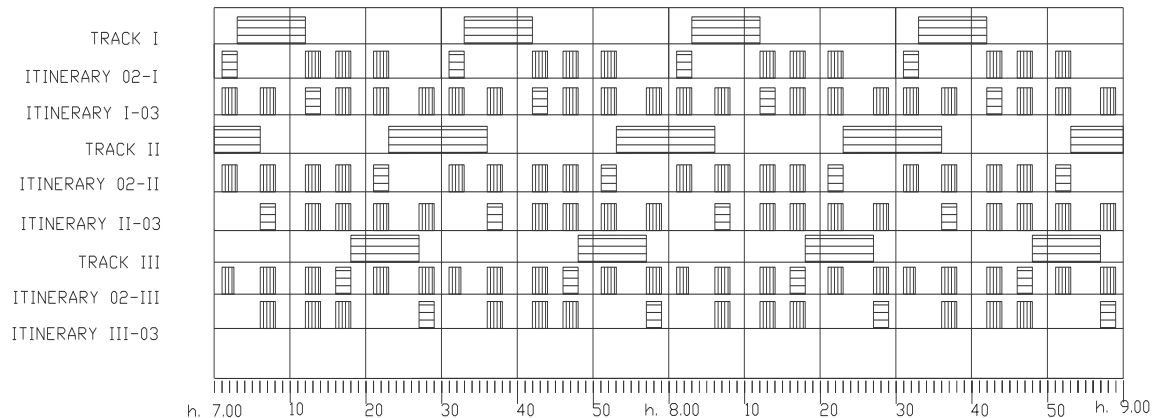 TRACK I
ITINERARY 02-I
ITINERARY I-03
TRACK II
ITINERARY 02-II
ITINERARY II-03
TRACK III
ITINERARY 02-III
ITINERARY III-03
h. 7.00 10 20 30 40 50 h. 8.00 10 20 30 40 50 h. 9.00